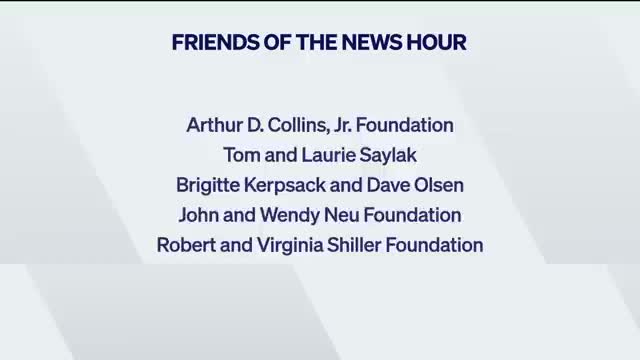 FRIENDS OF THE NEWS HOUR
Arthur D. Collins, Jr. Foundation
Tom and Laurie Saylak
Brigitte Kerpsack and Dave Olsen
John and Wendy Neu Foundation
Robert and Virginia Shiller Foundation